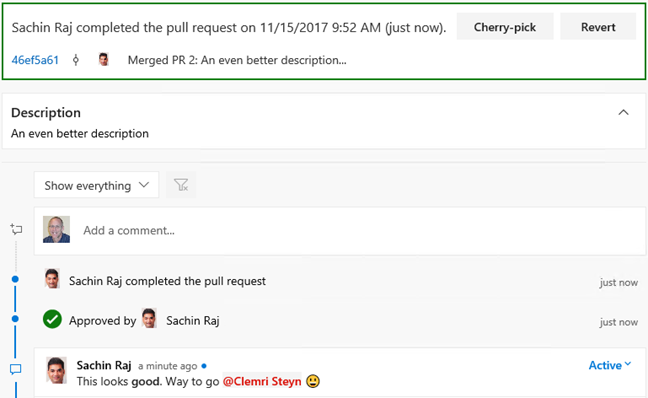 Sachin Raj completed the pull request on 11/15/2017 9:52 AM (just now). Cherry-pick Revert
46ef5a61 Merged PR 2: An even better description...
Description
An even better description
Show everything
Add a comment...
Sachin Raj completed the pull request just now
Approved by Sachin Raj just now
Sachin Raj a minute ago Active
This looks good. Way to go @Clemri Steyn 😀